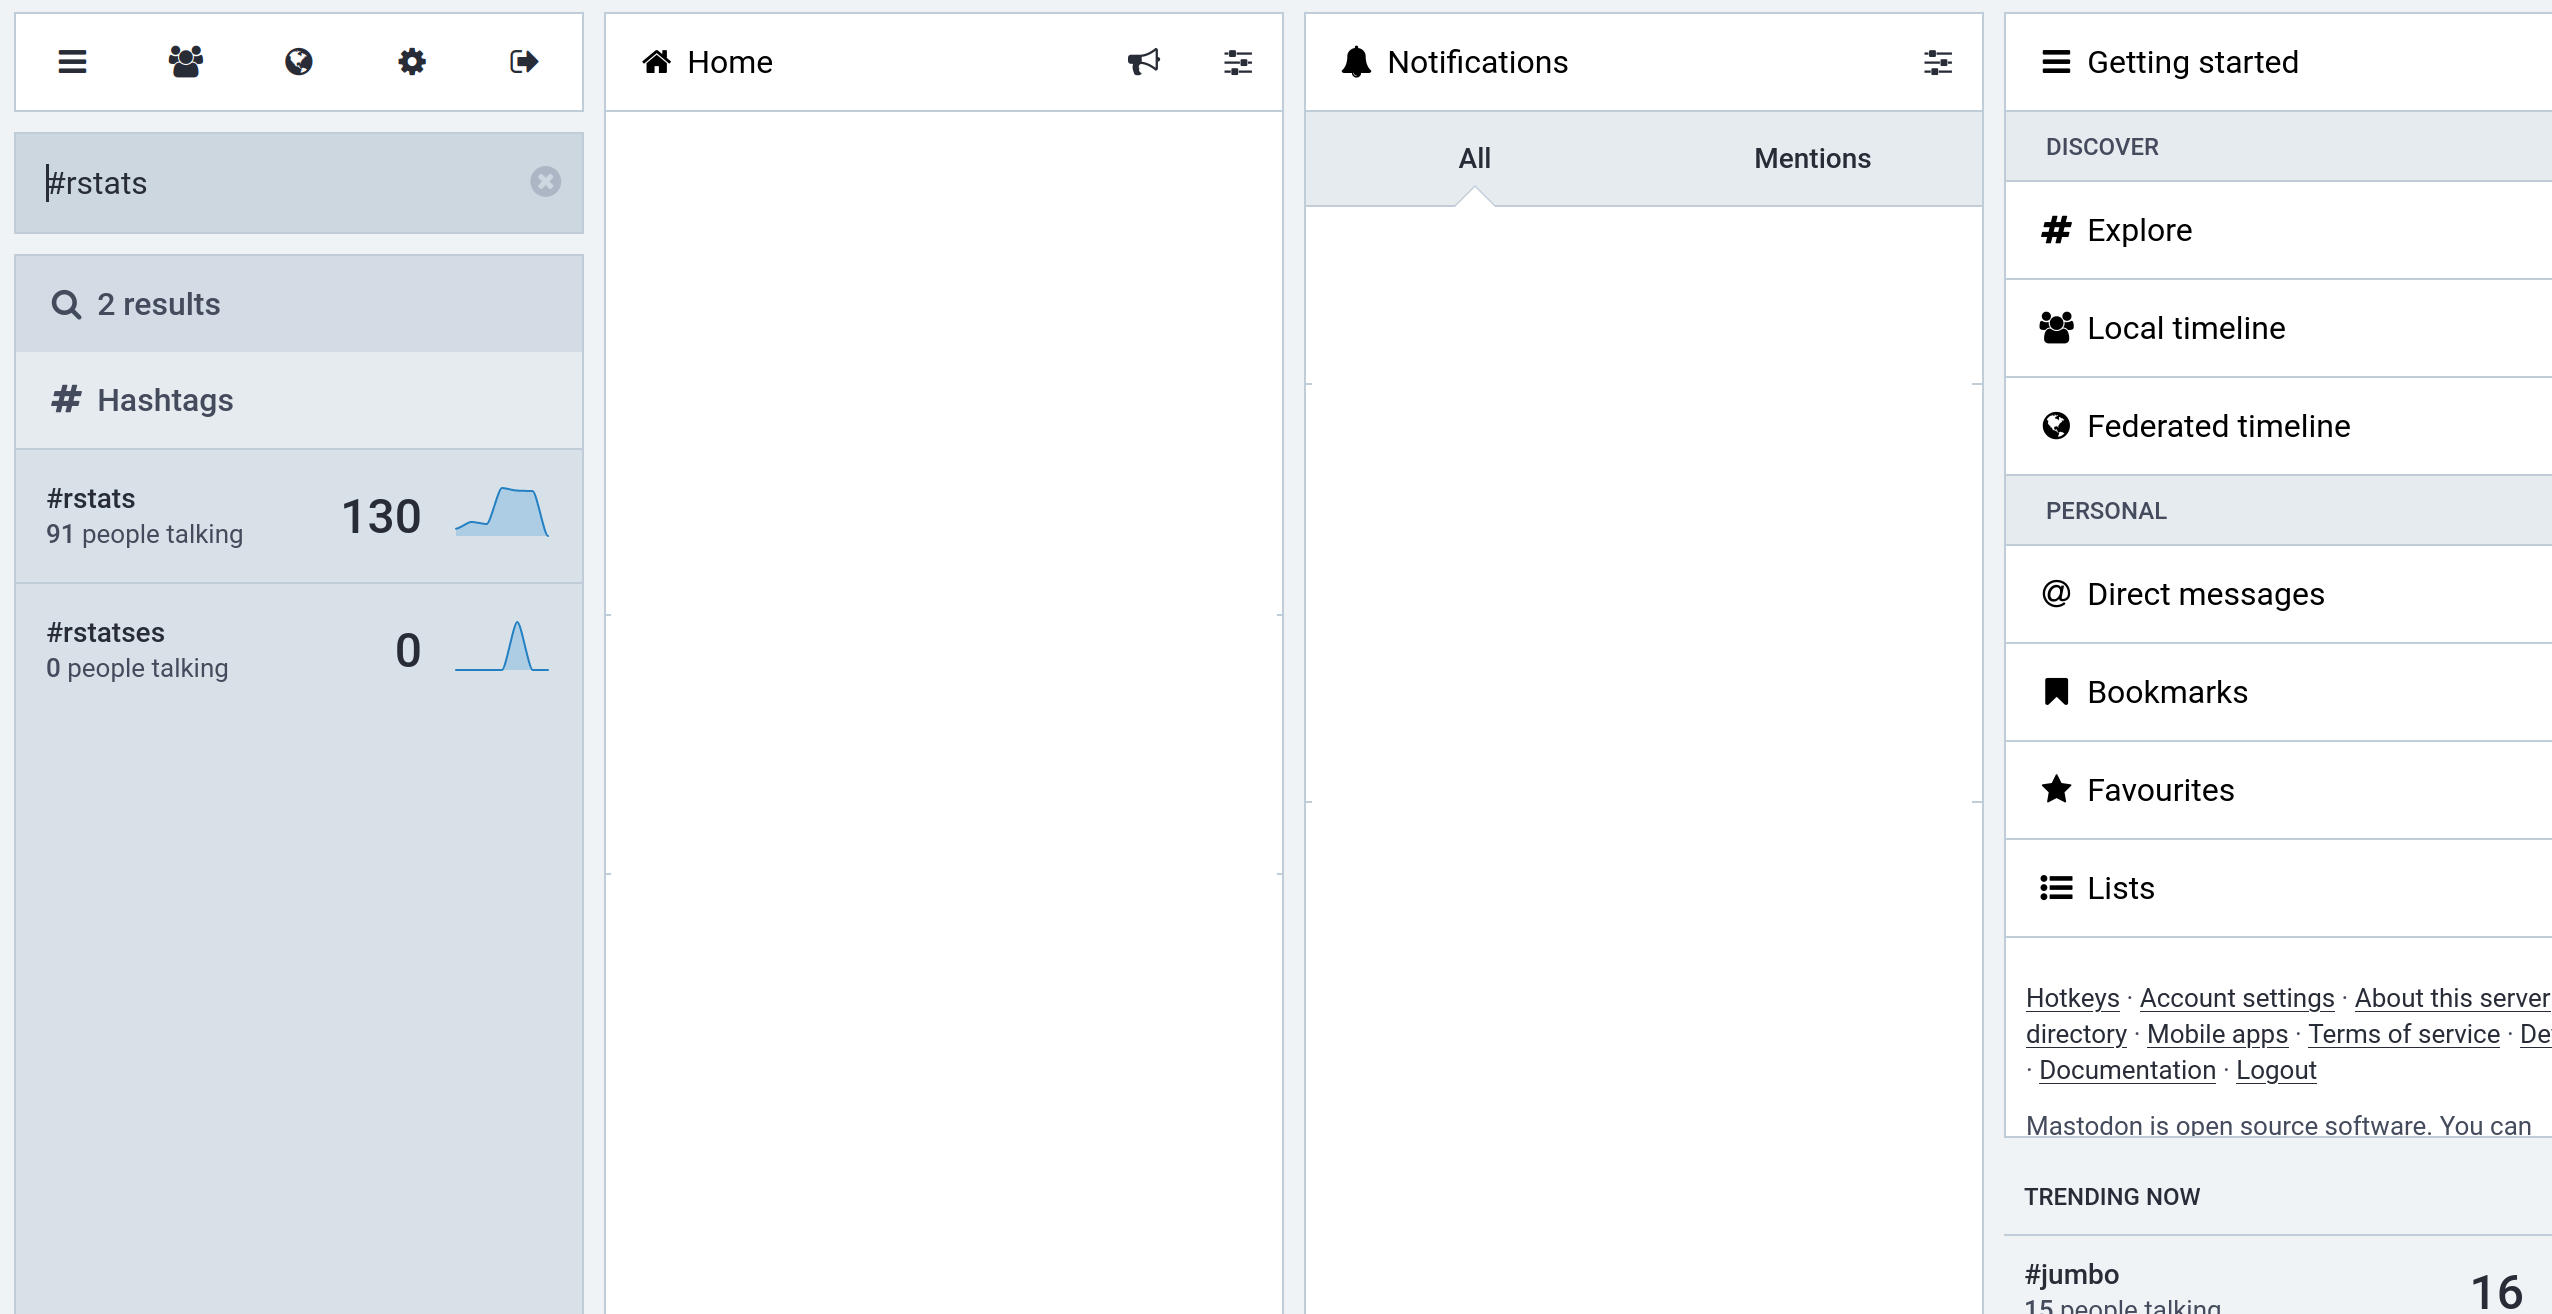 #rstats
2 results
Hashtags
#rstats
91 people talking
130
#rstatses
0 people talking
0
Home
Notifications
All
Mentions
Getting started
DISCOVER
Explore
Local timeline
Federated timeline
PERSONAL
Direct messages
Bookmarks
Favourites
Lists
Hotkeys · Account settings · About this server
directory · Mobile apps · Terms of service ·
· Documentation · Logout
Mastodon is open source software. You can
TRENDING NOW
#jumbo
15 people talking
16